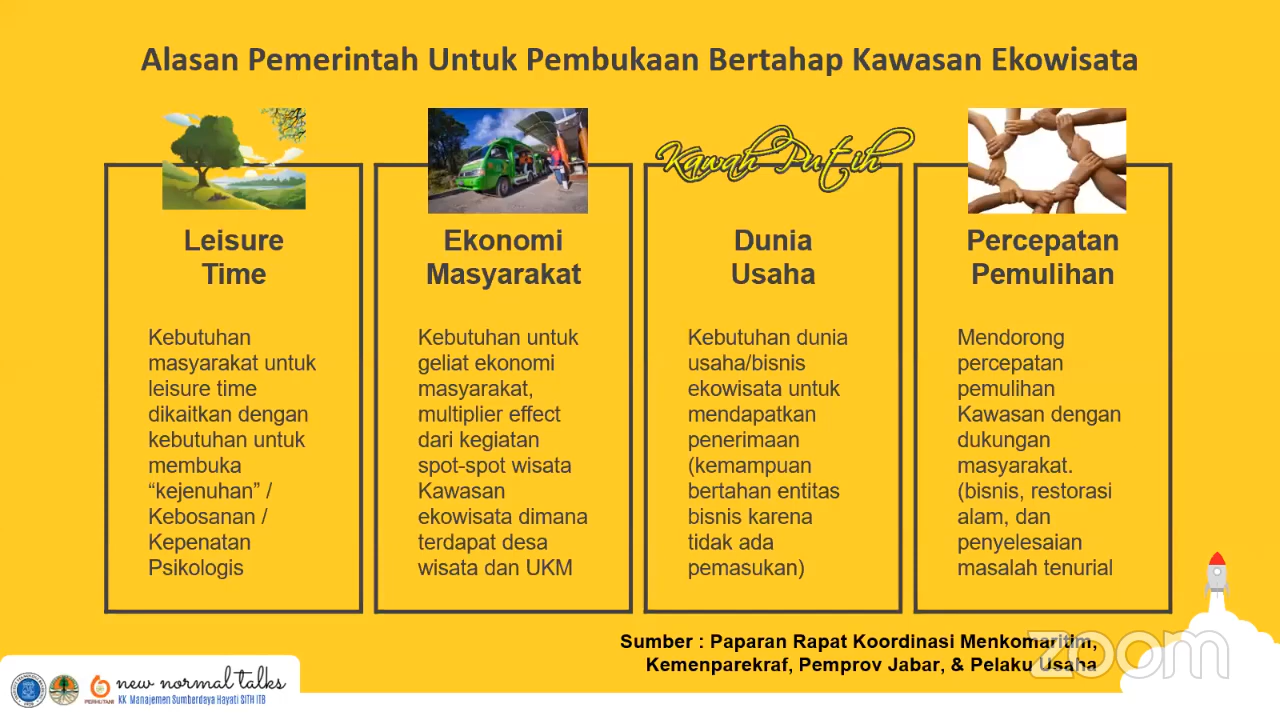 Alasan Pemerintah Untuk Pembukaan Bertahap Kawasan Ekowisata
Leisure
Time
Kebutuhan
masyarakat untuk
leisure time
dikaitkan dengan
kebutuhan untuk
membuka
“kejenuhan” /
Kebosanan /
Kepenatan
Psikologis
Ekonomi
Masyarakat
Kebutuhan untuk
geliat ekonomi
masyarakat,
multiplier effect
dari kegiatan
spot-spot wisata
Kawasan
ekowisata dimana
terdapat desa
wisata dan UKM
Kawah Putih
Dunia
Usaha
Kebutuhan dunia
usaha/bisnis
ekowisata untuk
mendapatkan
penerimaan
(kemampuan
bertahan entitas
bisnis karena
tidak ada
pemasukan)
Percepatan
Pemulihan
Mendorong
percepatan
pemulihan
Kawasan dengan
dukungan
masyarakat.
(bisnis, restorasi
alam, dan
penyelesaian
masalah tenurial
Sumber : Paparan Rapat Koordinasi Menkomaritim,
Kemenparekraf, Pemprov Jabar, & Pelaku Usaha
zoom
PERHUTANI
new normal talks
KK Manajemen Sumberdaya Hayati SITH ITB